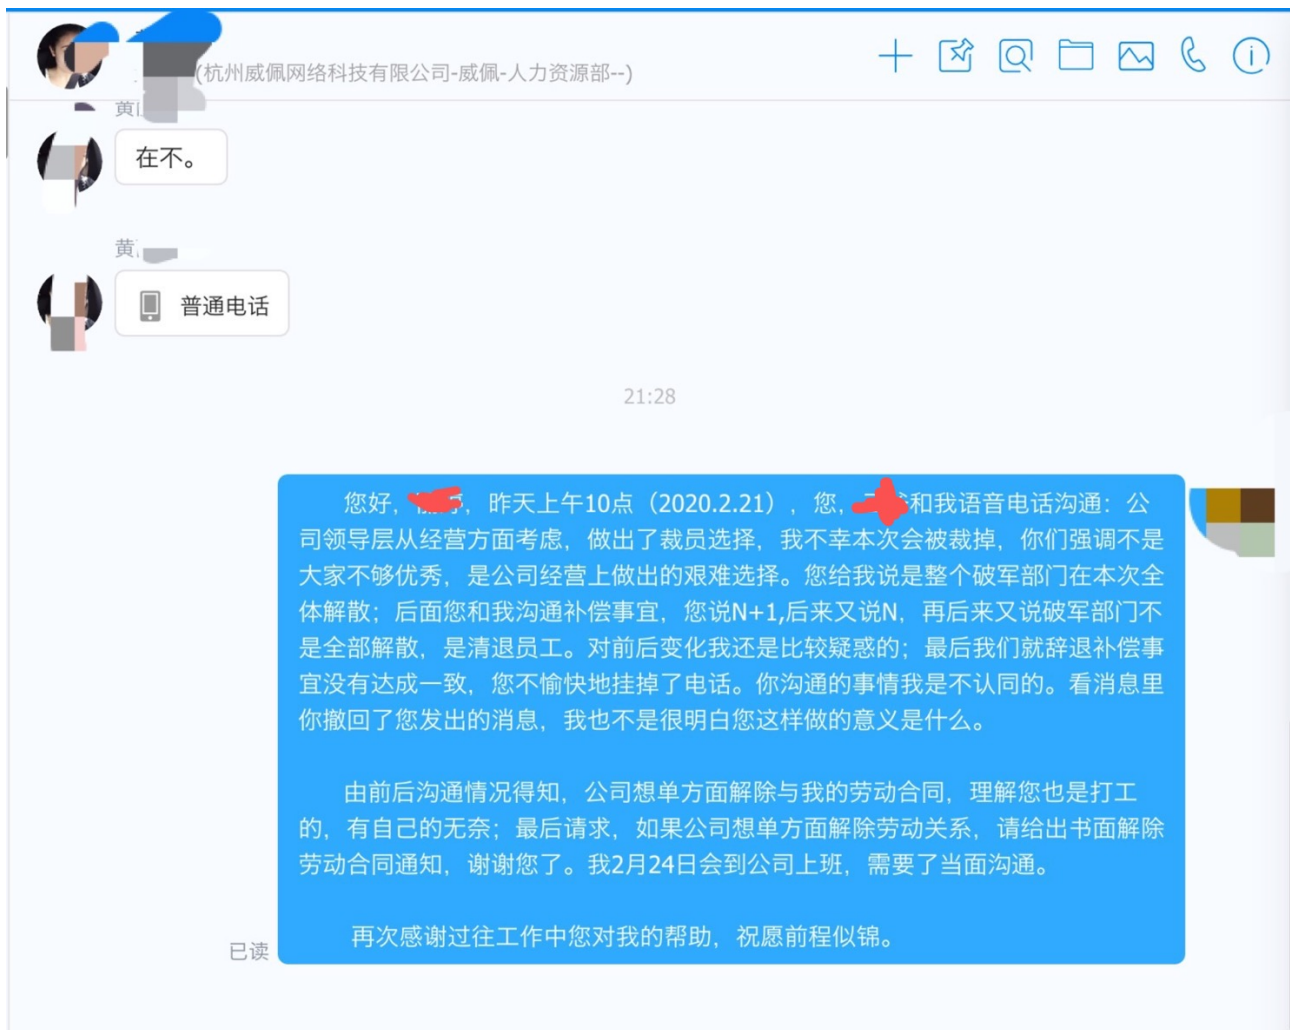 (杭州威佩网络科技有限公司-威佩-人力资源部--)
黄
在不。
黄
普通电话
21:28
您好，，昨天上午10点（2020.2.21），您，和我语音电话沟通：公
司领导层从经营方面考虑，做出了裁员选择，我不幸本次会被裁掉，你们强调不是
大家不够优秀，是公司经营上做出的艰难选择。您给我说是整个破军部门在本次全
体解散；后面您和我沟通补偿事宜，您说N+1,后来又说N，再后来又说破军部门不
是全部解散，是清退员工。对前后变化我还是比较疑惑的；最后我们就辞退补偿事
宜没有达成一致，您不愉快地挂掉了电话。你沟通的事情我是不认同的。看消息里
你撤回了您发出的消息，我也不是很明白您这样做的意义是什么。
由前后沟通情况得知，公司想单方面解除与我的劳动合同，理解您也是打工
的，有自己的无奈；最后请求，如果公司想单方面解除劳动关系，请给出书面解除
劳动合同通知，谢谢您了。我2月24日会到公司上班，需要了当面沟通。
再次感谢过往工作中您对我的帮助，祝愿前程似锦。
已读